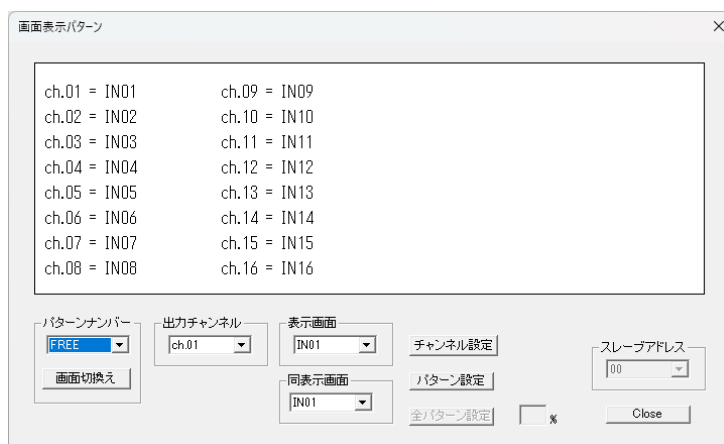 画面表示パターン
ch.01 = IN01 ch.09 = IN09
ch.02 = IN02 ch.10 = IN10
ch.03 = IN03 ch.11 = IN11
ch.04 = IN04 ch.12 = IN12
ch.05 = IN05 ch.13 = IN13
ch.06 = IN06 ch.14 = IN14
ch.07 = IN07 ch.15 = IN15
ch.08 = IN08 ch.16 = IN16
パターンナンバー 出力チャンネル 表示画面
FREE ch.01 IN01 チャンネル設定
スレーブアドレス
00
画面切換え 同表示画面 パターン設定
IN01 全パターン設定 % Close